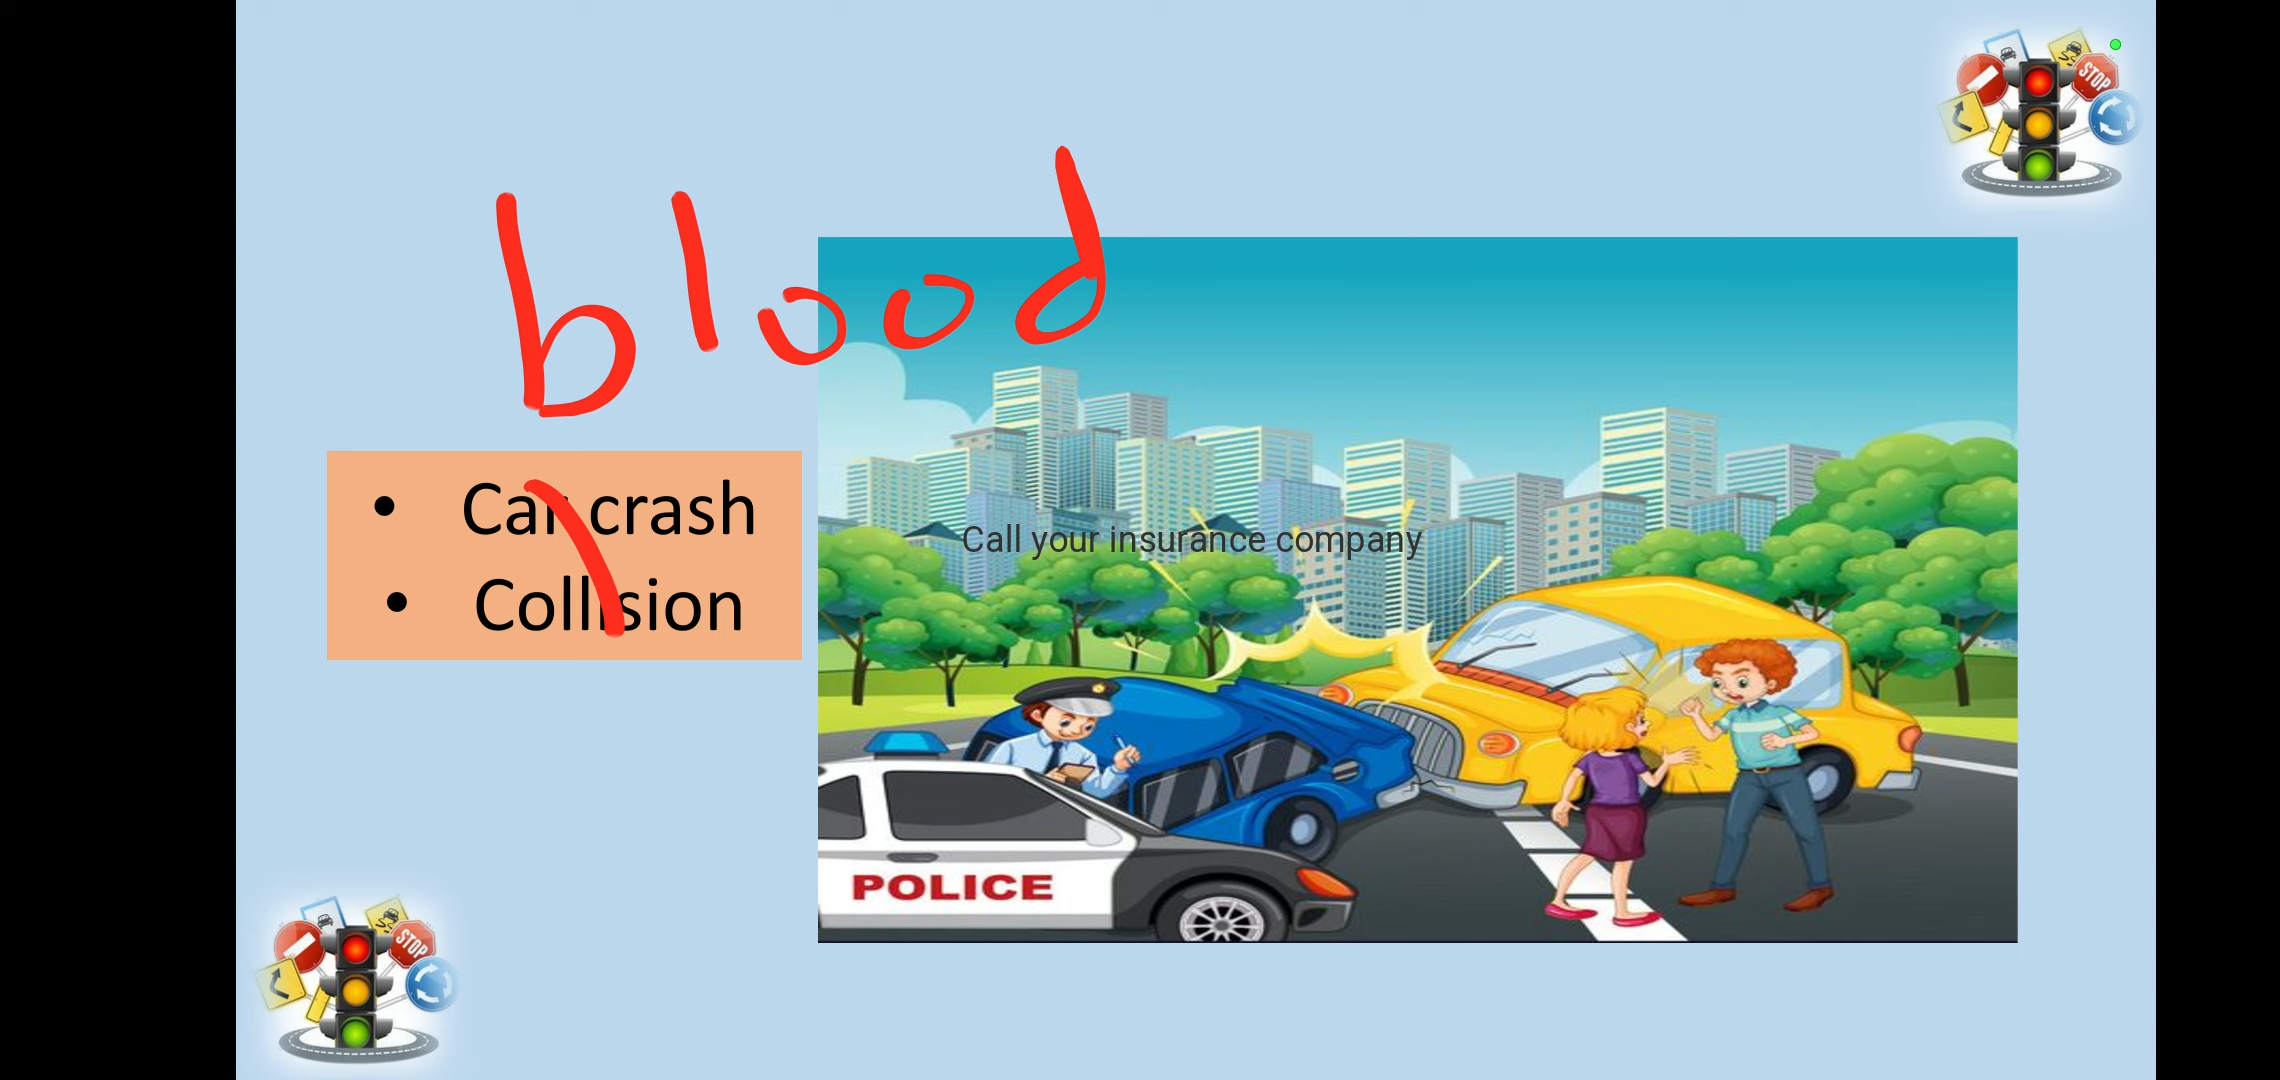 STOP
blood
• Car crash
• Collision
Call your insurance company
POLICE
STOP